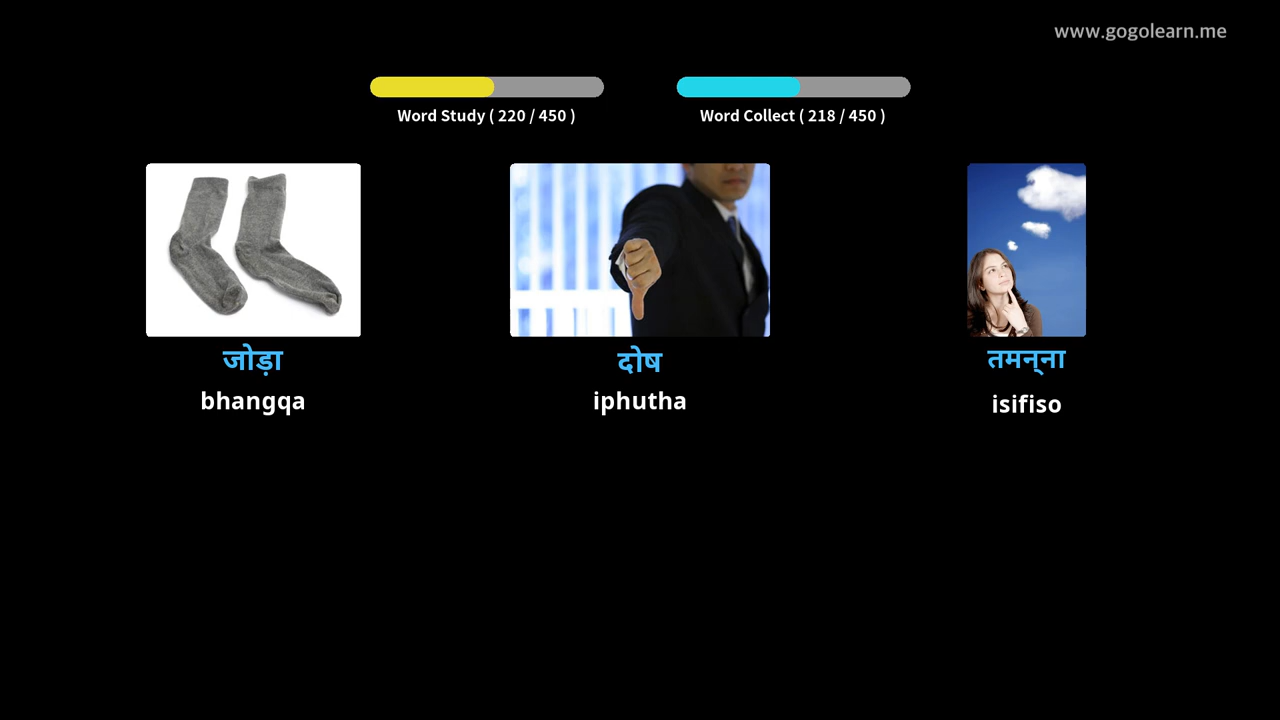 www.gogolearn.me
Word Study ( 220 / 450 )
Word Collect ( 218 / 450 )
जोड़ा
दोष
तमन्‌ना
bhangqa
iphutha
isifiso